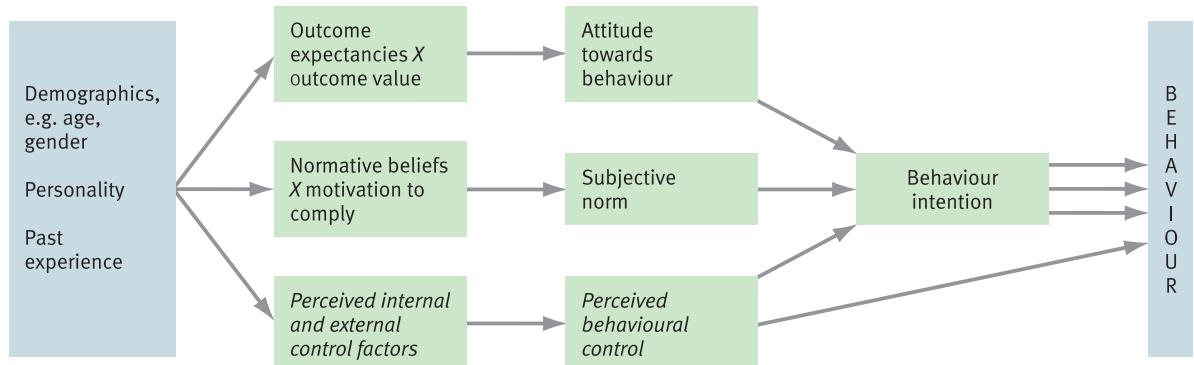 Demographics,
e.g. age,
gender
Personality
Past
experience
Outcome
expectancies X
outcome value
Normative beliefs
X motivation to
comply
Perceived internal
and external
control factors
Attitude
towards
behaviour
Subjective
norm
Perceived
behavioural
control
Behaviour
intention
BEHAVIOUR